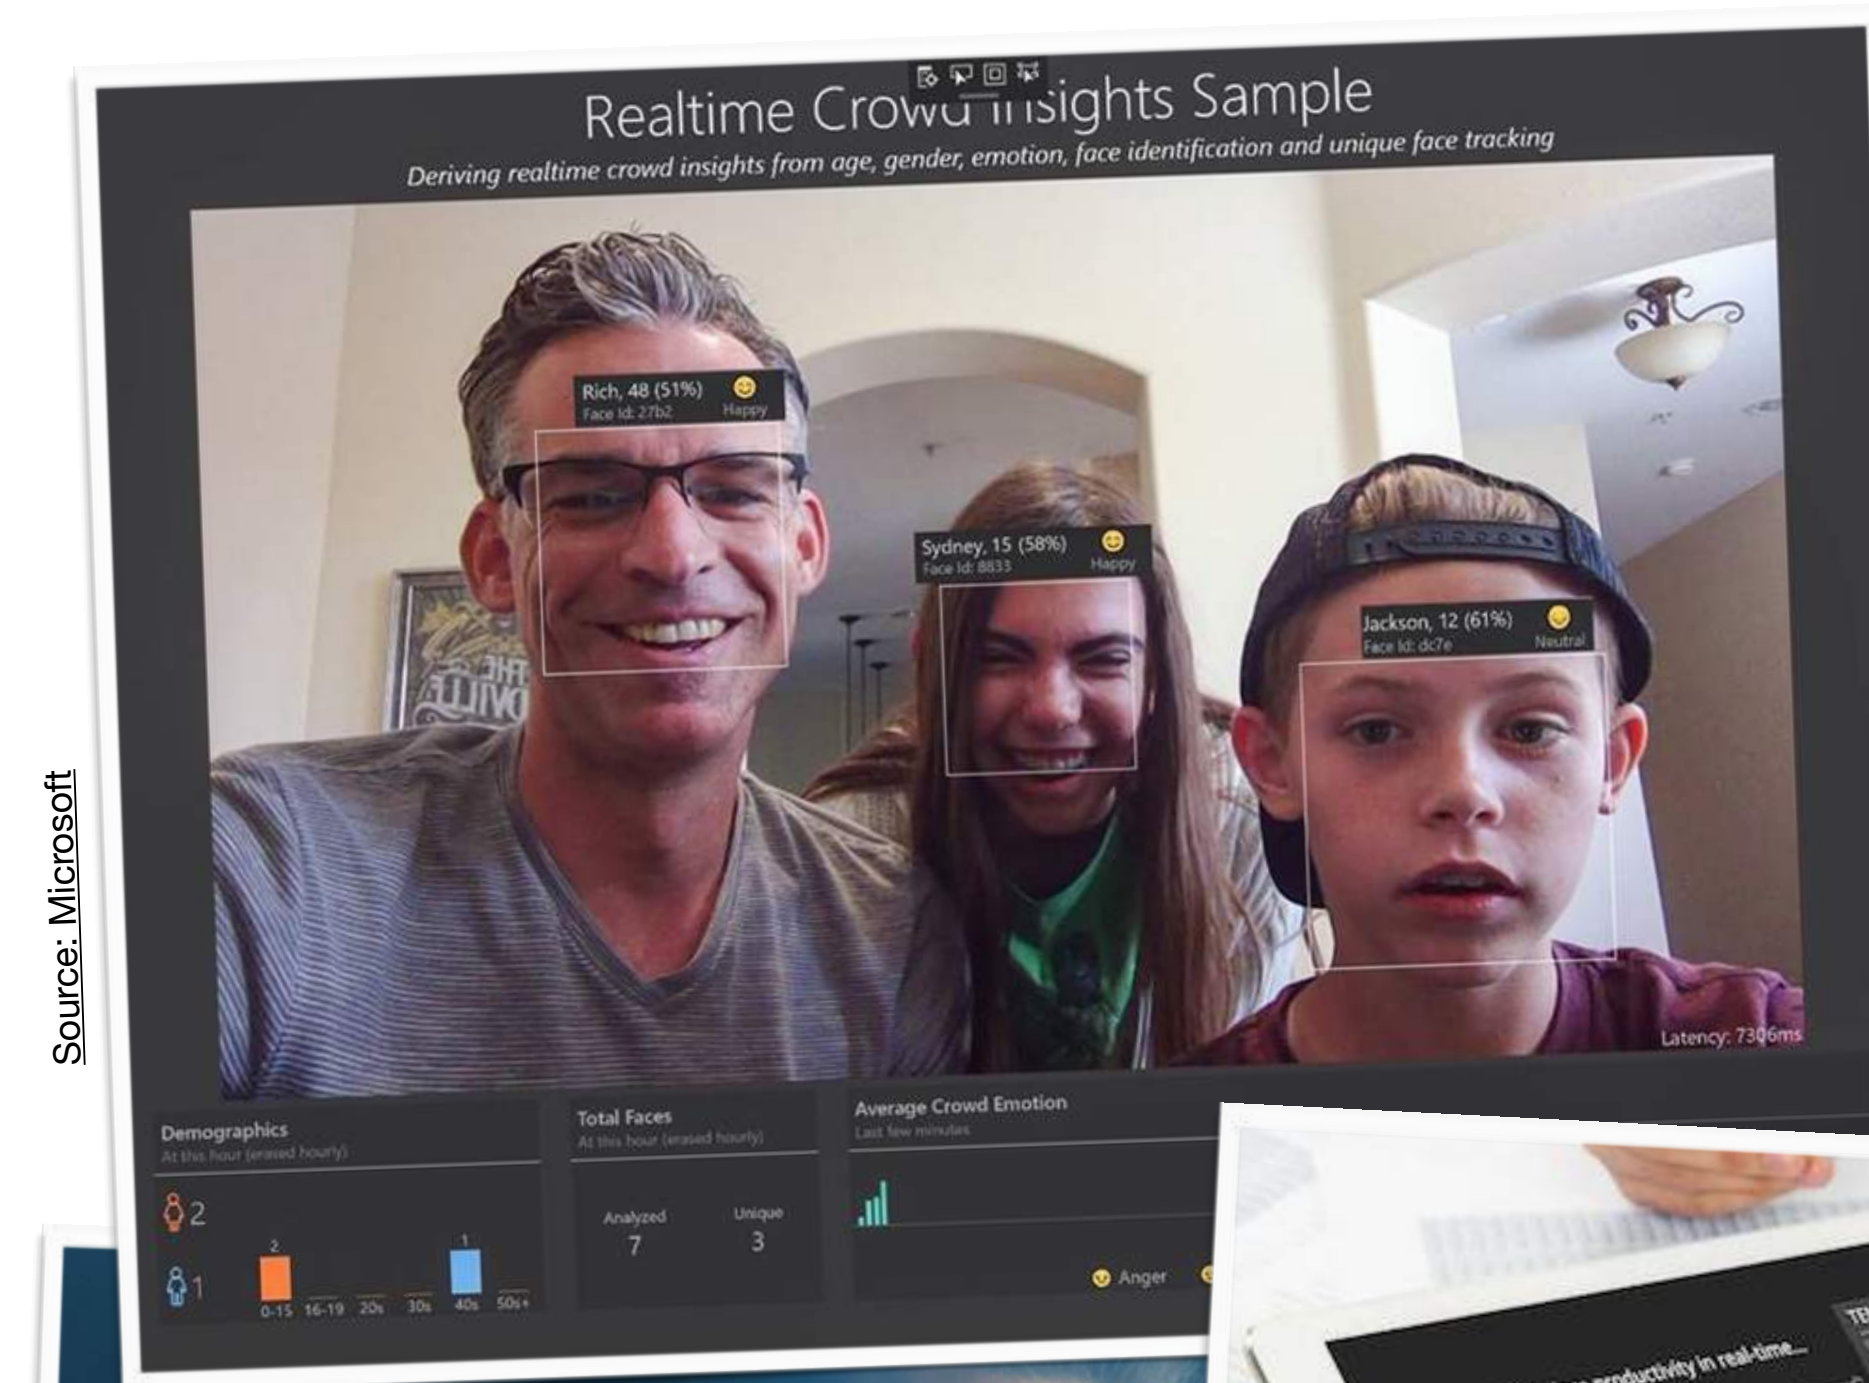 Realtime Crowd Insights Sample
Deriving realtime crowd insights from age, gender, emotion, face identification and unique face tracking
Rich, 48 (51%)
Face Id: 27b2
Happy
Sydney, 15 (58%)
Face Id: 8833
Happy
Jackson, 12 (61%)
Face Id: dc7e
Neutral
THE
Latency: 7306ms
Source: Microsoft
Demographics
At this hour (erased hourly)
2
1
2
1
0-15 16-19 20s 30s 40s 50s+
Total Faces
At this hour (erased hourly)
Analyzed Unique
7 3
Average Crowd Emotion
Last few minutes
Anger
productivity in real-time...